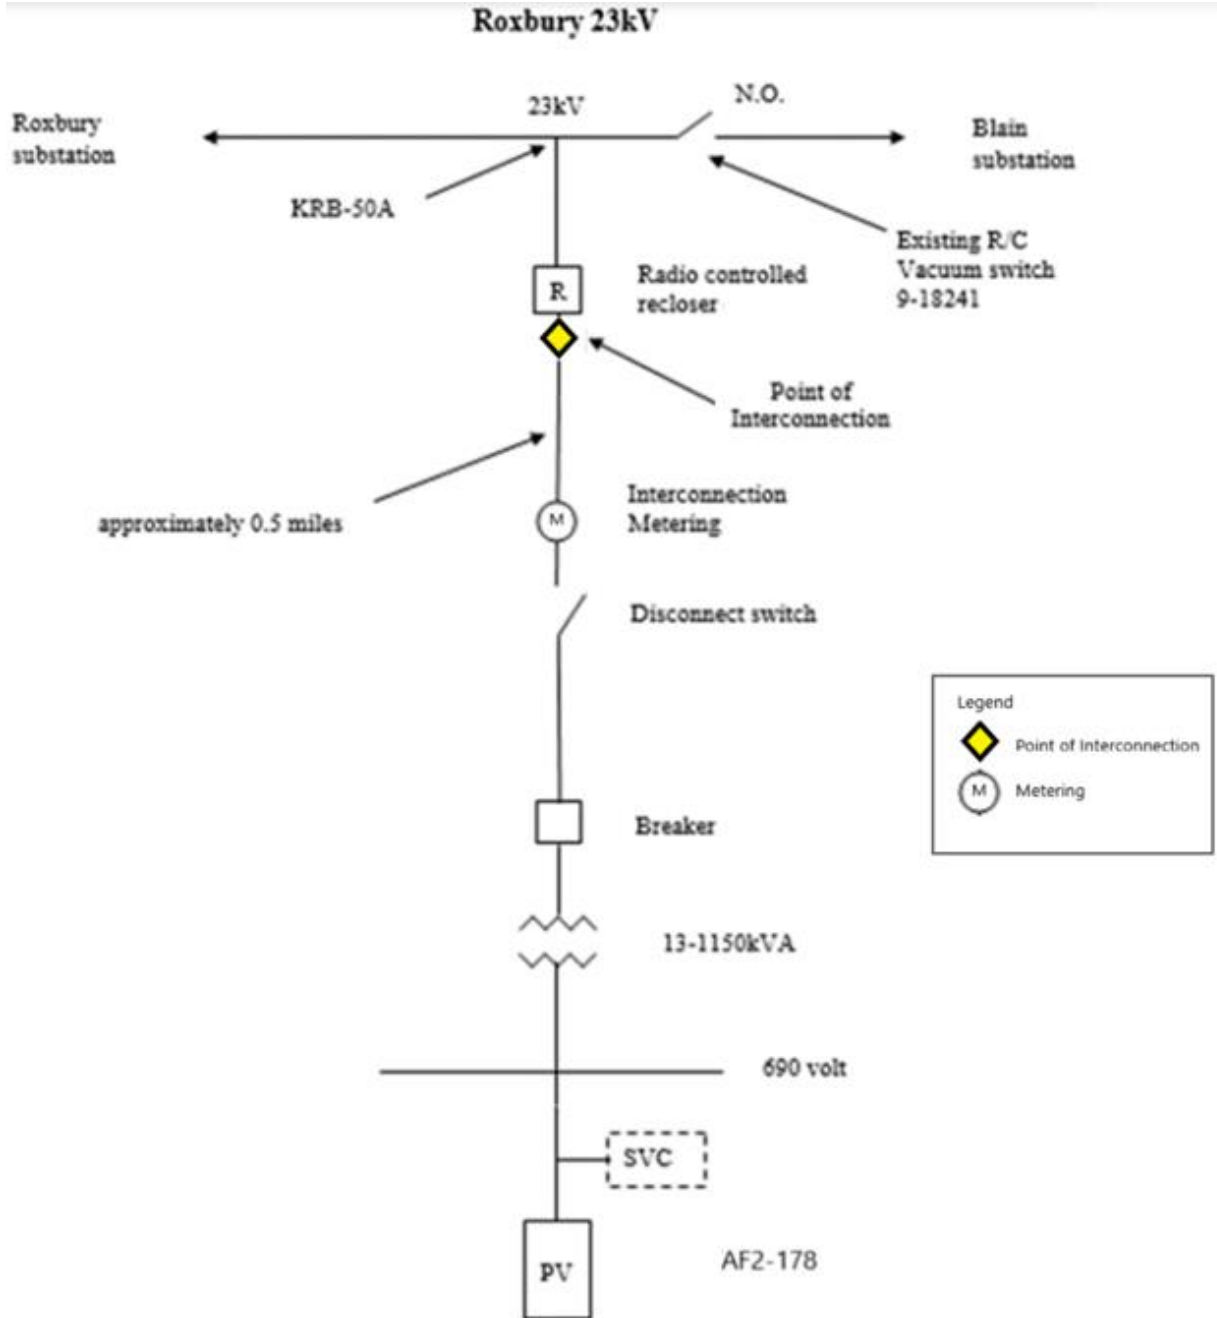 Roxbury 23kV
23kV
N.O.
Roxbury
substation
Blain
substation
KRB-50A
Existing R/C
Vacuum switch
9-18241
R
Radio controlled
recloser
Point of
Interconnection
approximately 0.5 miles
Interconnection
Metering
M
Disconnect switch
Legend
Point of Interconnection
M
Metering
Breaker
13-1150kVA
690 volt
SVC
PV
AF2-178